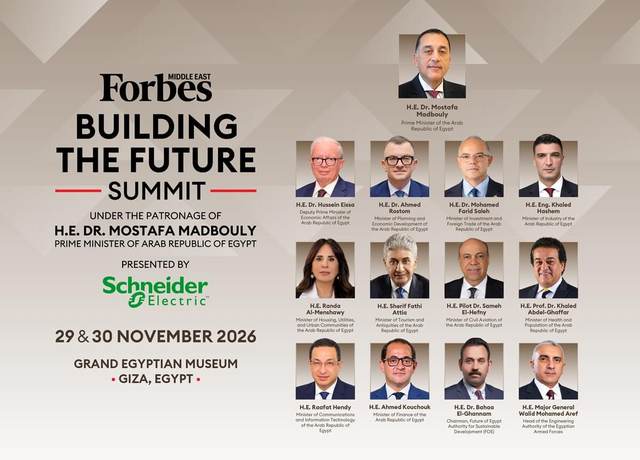 Forbes
MIDDLE EAST
BUILDING
THE FUTURE
SUMMIT
UNDER THE PATRONAGE OF
H.E. DR. MOSTAFA MADBOULY
PRIME MINISTER OF ARAB REPUBLIC OF EGYPT
PRESENTED BY
Schneider
Electric™
29 & 30 NOVEMBER 2026
GRAND EGYPTIAN MUSEUM
• GIZA, EGYPT •
H.E. Dr. Mostafa
Madbouly
Prime Minister of the Arab
Republic of Egypt
H.E. Dr. Hussein Eissa
Deputy Prime Minister of
Economic Affairs of the
Arab Republic of Egypt
H.E. Dr. Ahmed
Rostom
Minister of Planning and
Economic Development of
the Arab Republic of Egypt
H.E. Dr. Mohamed
Farid Saleh
Minister of Investment and
Foreign Trade of the Arab
Republic of Egypt
H.E. Eng. Khaled
Hashem
Minister of Industry of the
Arab Republic of Egypt
H.E. Randa
Al-Menshawy
Minister of Housing, Utilities,
and Urban Communities of
the Arab Republic of Egypt
H.E. Sherif Fathi
Attia
Minister of Tourism and
Antiquities of the Arab
Republic of Egypt
H.E. Pilot Dr. Sameh
El-Hefny
Minister of Civil Aviation of
the Arab Republic of Egypt
H.E. Prof. Dr. Khaled
Abdel-Ghaffar
Minister of Health and
Population of the Arab
Republic of Egypt
H.E. Raafat Hendy
Minister of Communications
and Information Technology
of the Arab Republic of
Egypt
H.E. Ahmed Kouchouk
Minister of Finance of the
Arab Republic of Egypt
H.E. Dr. Bahaa
El-Ghannam
Chairman, Future of Egypt
Authority for Sustainable
Development (FOE)
H.E. Major General
Walid Mohamed Aref
Head of the Engineering
Authority of the Egyptian
Armed Forces